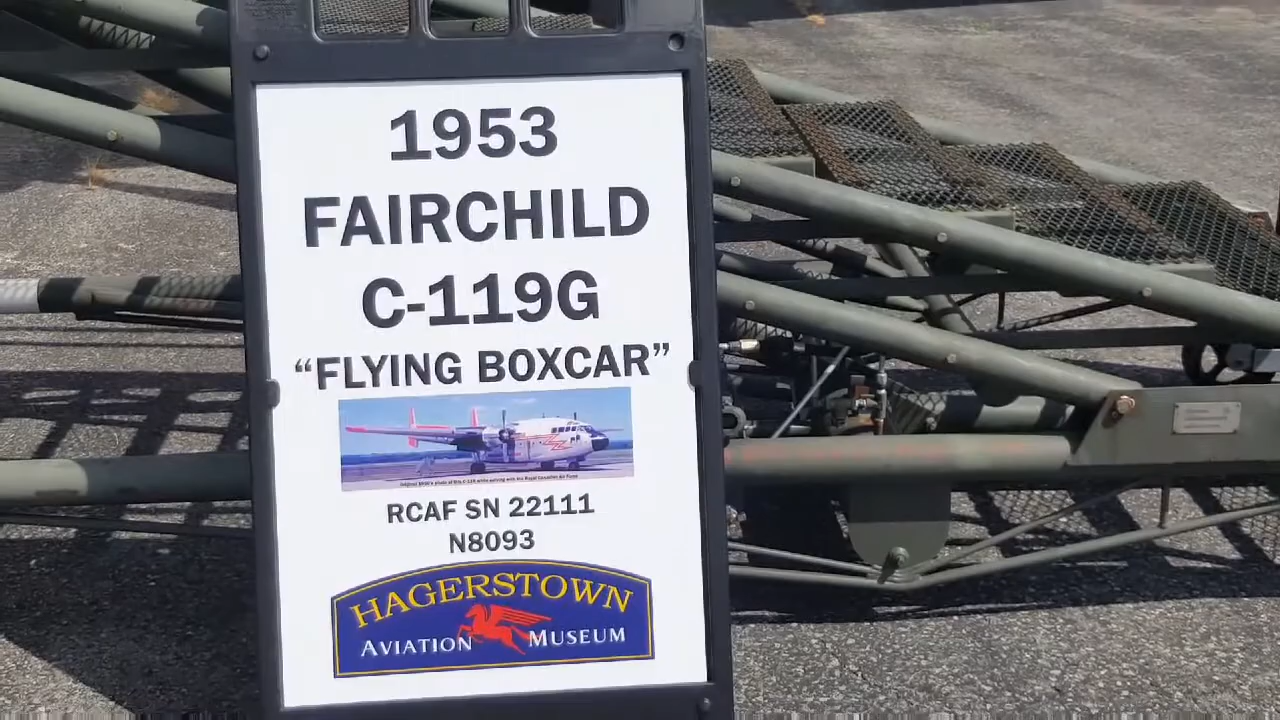 1953
FAIRCHILD
C-119G
“FLYING BOXCAR”
RCAF SN 22111
N8093
HAGERSTOWN
AVIATION MUSEUM